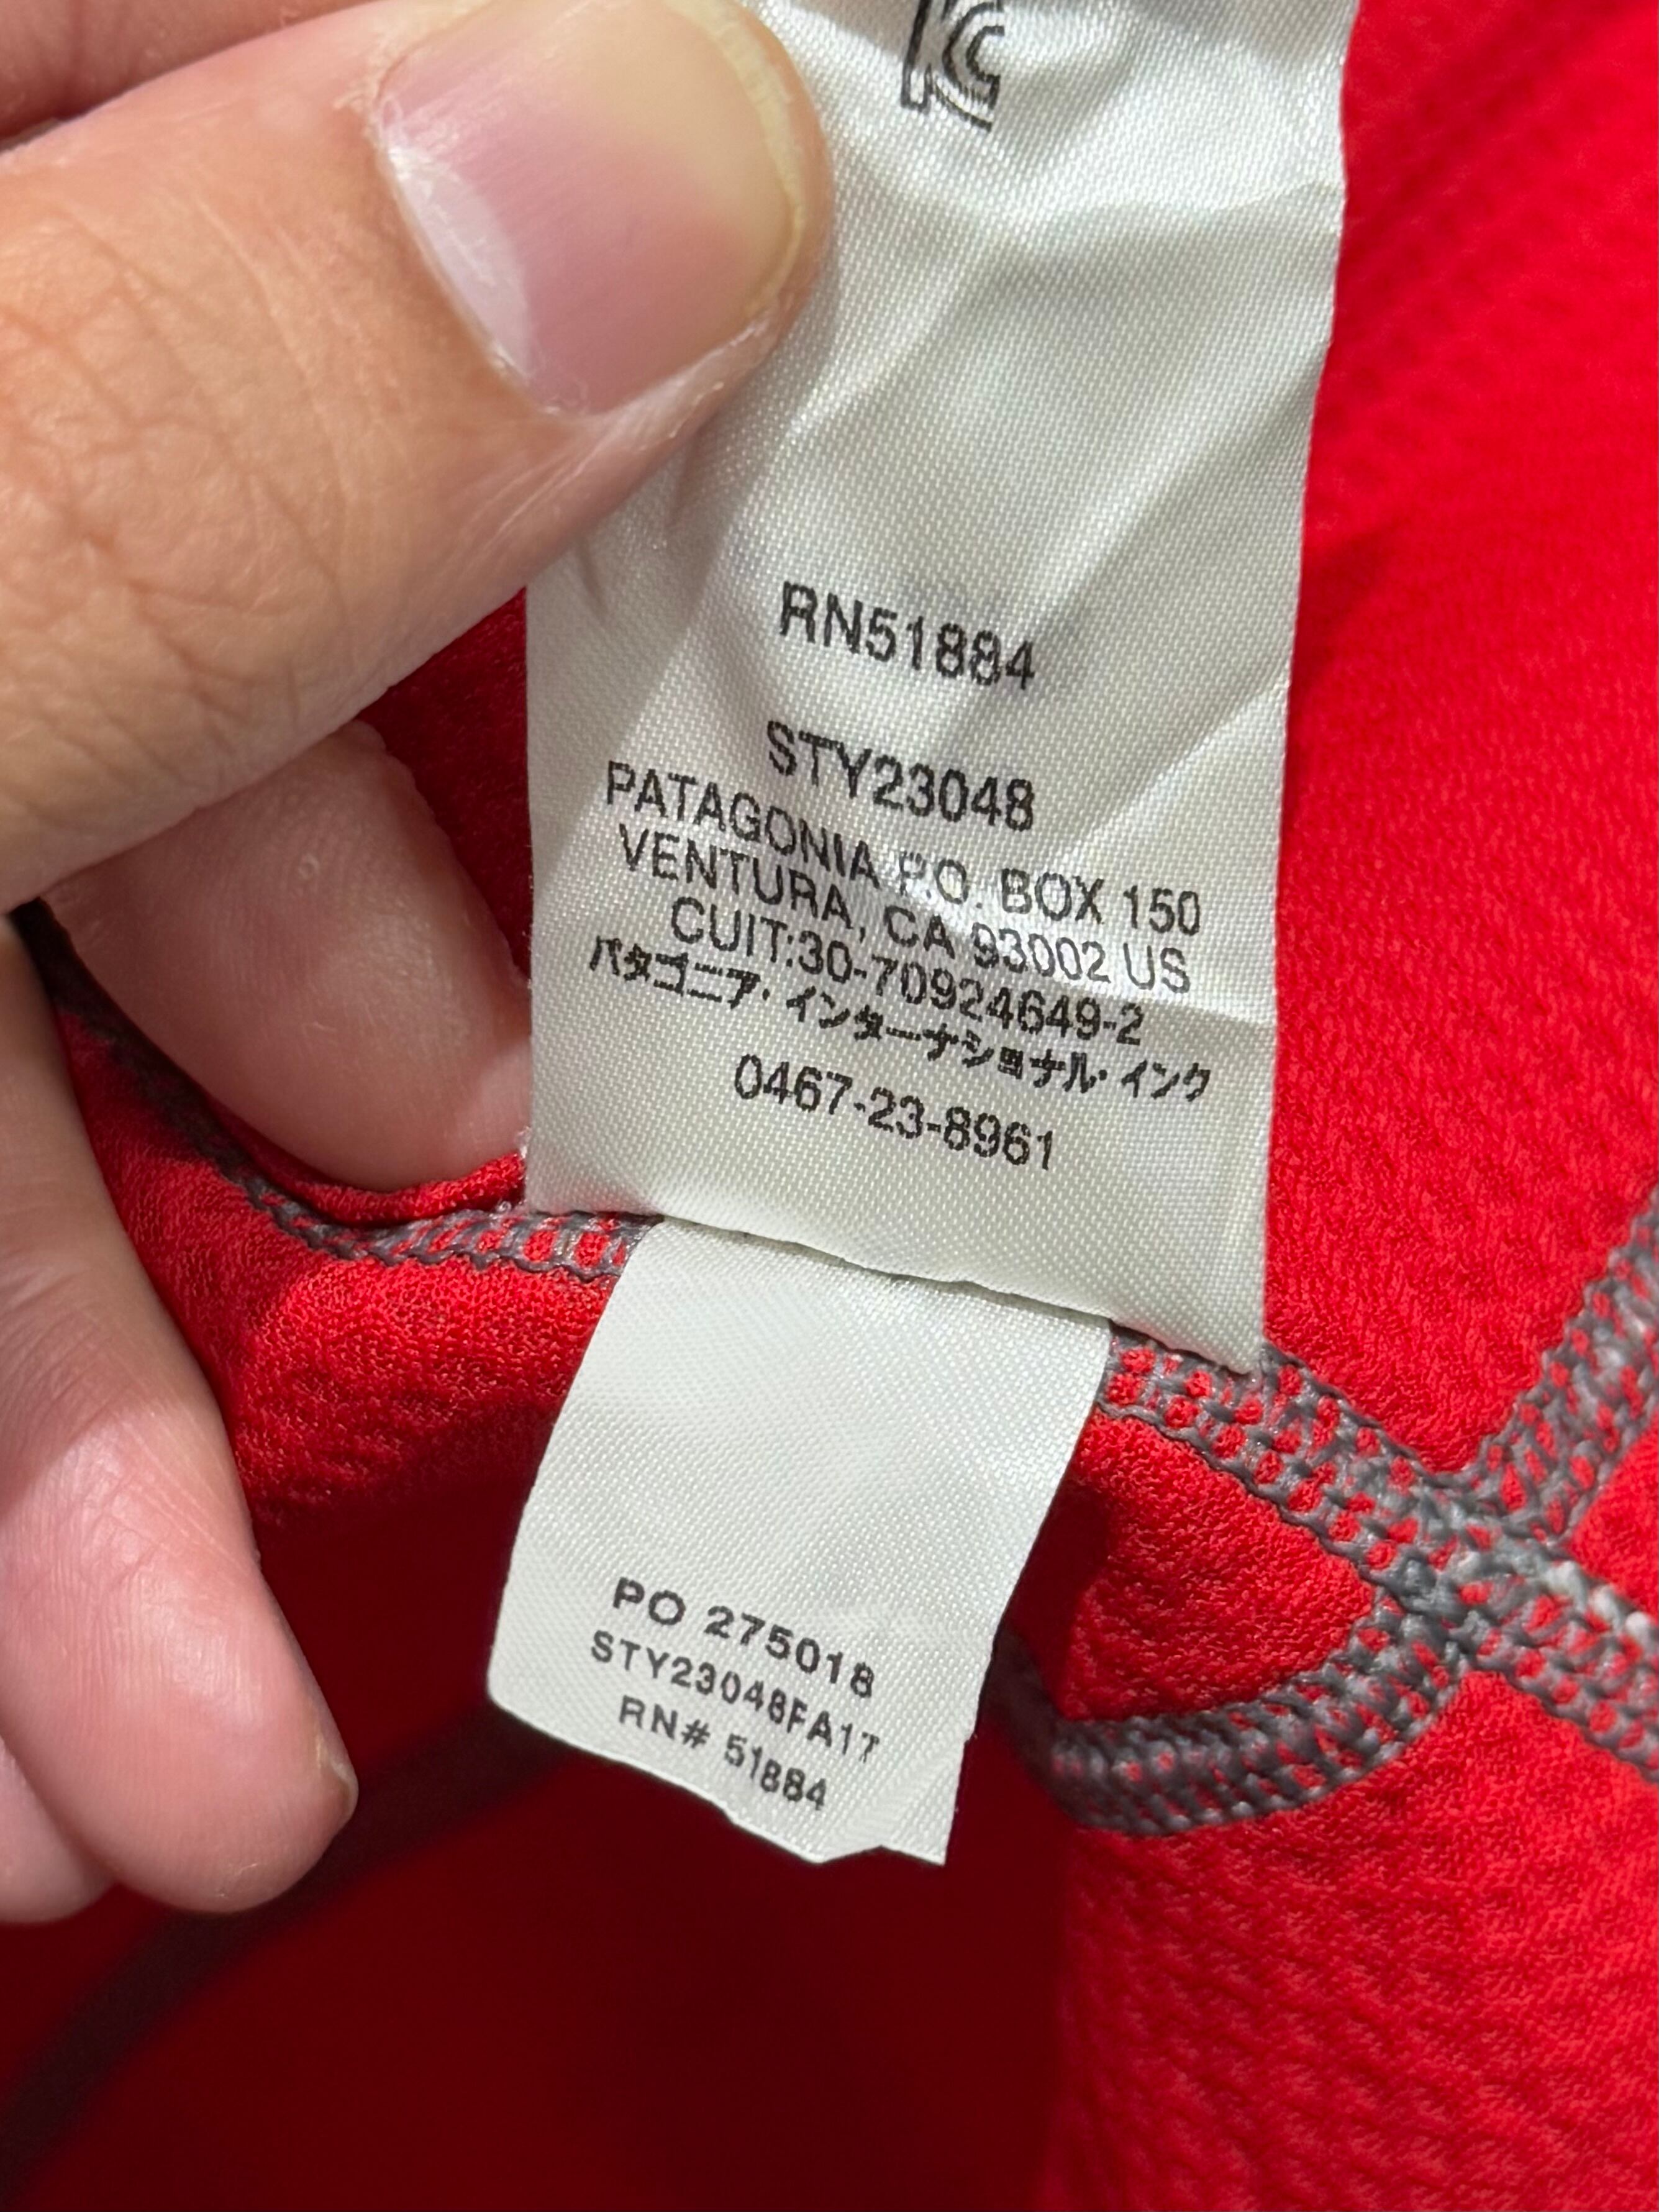 RN51884
STY23048
PATAGONIA P.O. BOX 150
VENTURA, CA 93002 US
CUIT:30-70924649-2
パタゴニア・インターナショナル・インク
0467-23-8961
PO 275018
STY23048FA17
RN# 51884